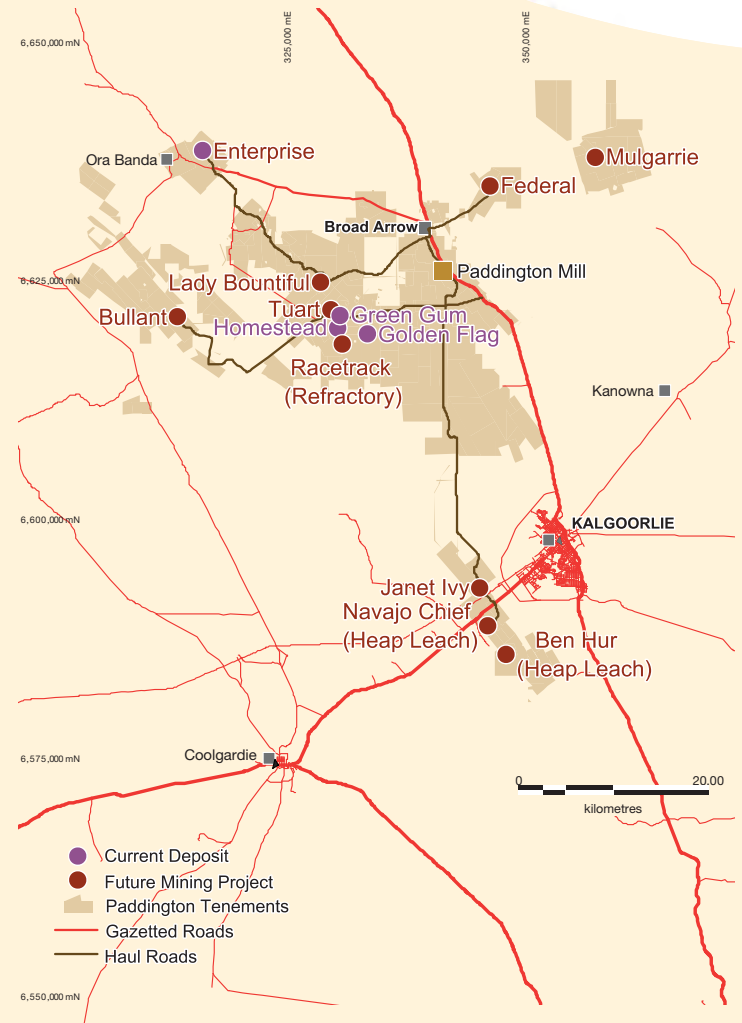 325,000 mE
350,000 mE
6,650,000 mN
Enterprise
Ora Banda
Mulgarrie
Federal
Broad Arrow
Paddington Mill
6,625,000 mN
Lady Bountiful
Tuart
Green Gum
Bullant
Homestead
Golden Flag
Racetrack
(Refractory)
Kanowna
6,600,000 mN
KALGOORLIE
Janet Ivy
Navajo Chief
(Heap Leach)
Ben Hur
(Heap Leach)
6,575,000 mN
Coolgardie
0
20.00
kilometres
Current Deposit
Future Mining Project
Paddington Tenements
Gazetted Roads
Haul Roads
6,550,000 mN